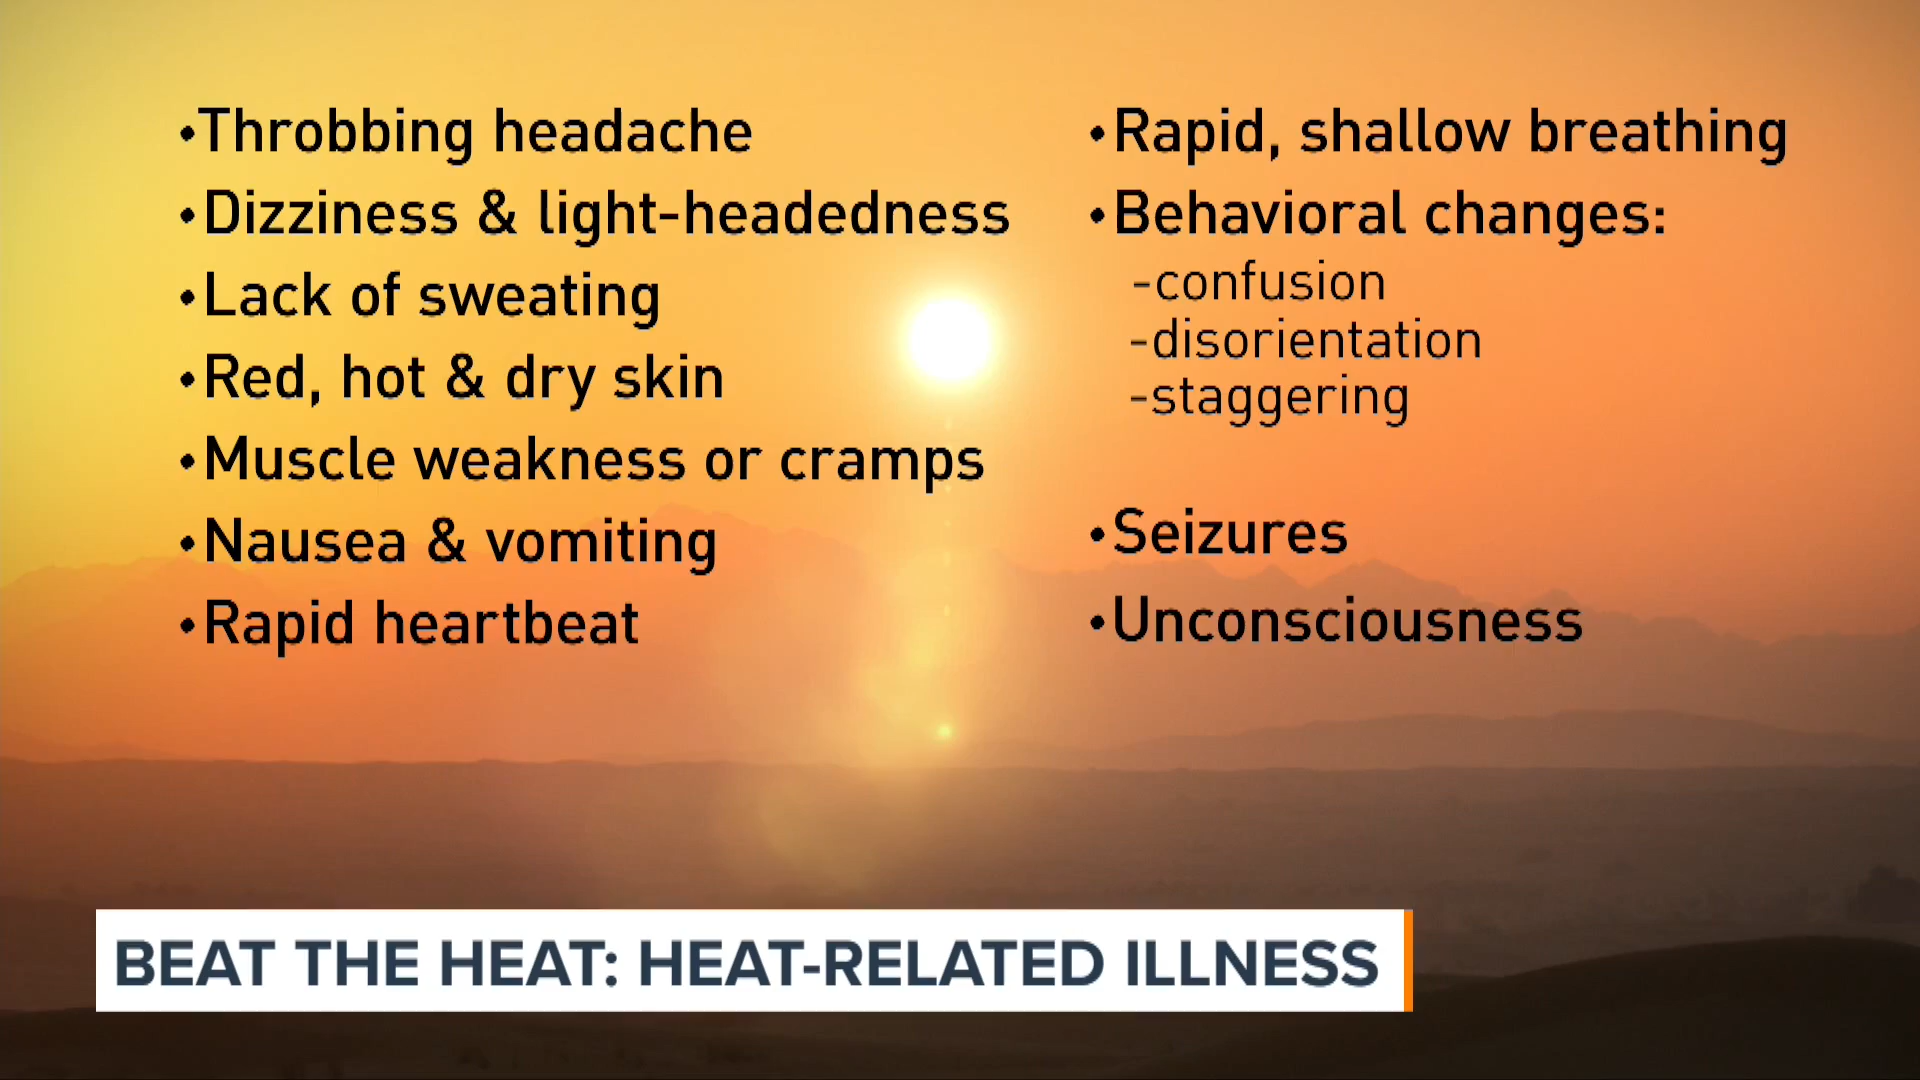 •Throbbing headache
•Dizziness & light-headedness
•Lack of sweating
•Red, hot & dry skin
•Muscle weakness or cramps
•Nausea & vomiting
•Rapid heartbeat
•Rapid, shallow breathing
•Behavioral changes:
-confusion
-disorientation
-staggering
•Seizures
•Unconsciousness
BEAT THE HEAT: HEAT-RELATED ILLNESS